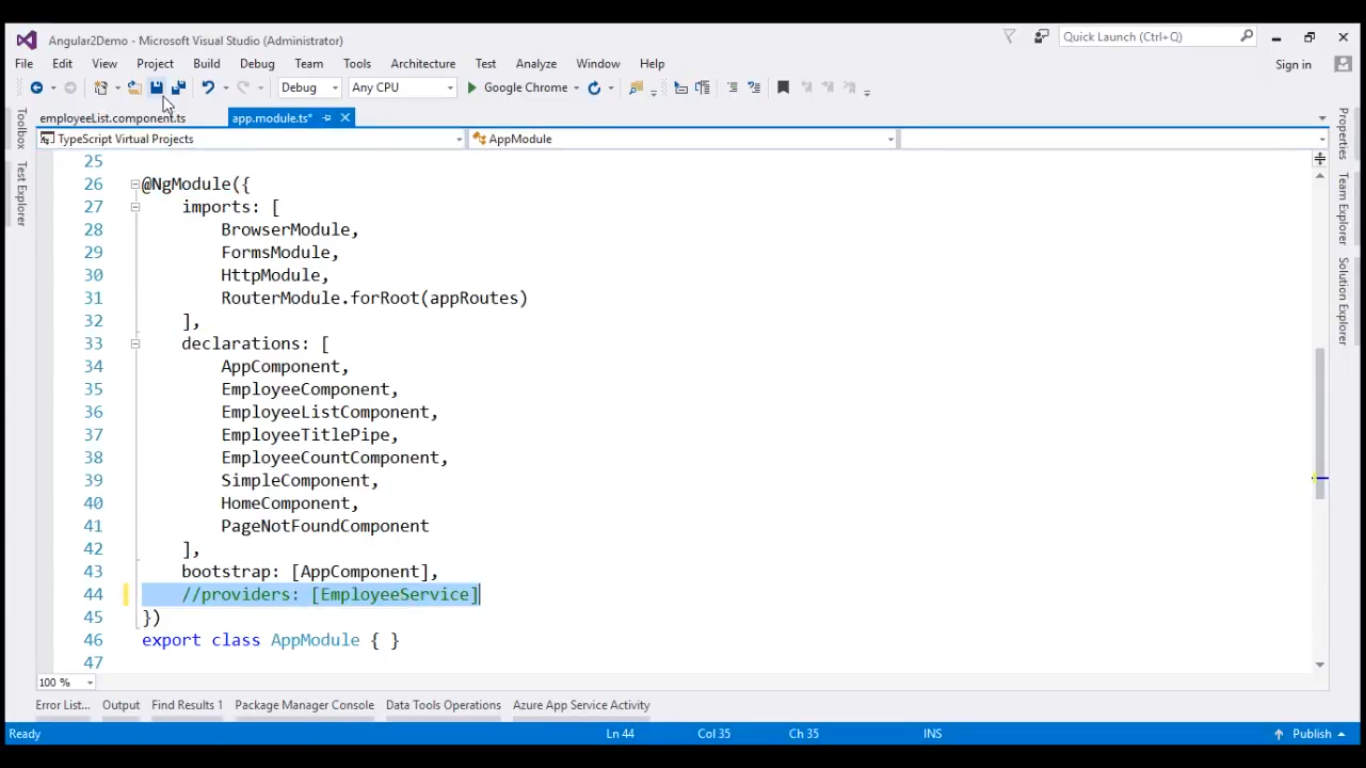 Angular2Demo - Microsoft Visual Studio (Administrator)
Quick Launch (Ctrl+Q)
File Edit View Project Build Debug Team Tools Architecture Test Analyze Window Help
Sign in
Debug Any CPU Google Chrome
employeeList.component.ts app.module.ts*
TypeScript Virtual Projects AppModule
Toolbox
Test Explorer
Properties
Team Explorer
Solution Explorer
25
26 @NgModule({
27 imports: [
28 BrowserModule,
29 FormsModule,
30 HttpModule,
31 RouterModule.forRoot(appRoutes)
32 ],
33 declarations: [
34 AppComponent,
35 EmployeeComponent,
36 EmployeeListComponent,
37 EmployeeTitlePipe,
38 EmployeeCountComponent,
39 SimpleComponent,
40 HomeComponent,
41 PageNotFoundComponent
42 ],
43 bootstrap: [AppComponent],
44 //providers: [EmployeeService]
45 })
46 export class AppModule { }
47
100 %
Error List... Output Find Results 1 Package Manager Console Data Tools Operations Azure App Service Activity
Ready Ln 44 Col 35 Ch 35 INS Publish